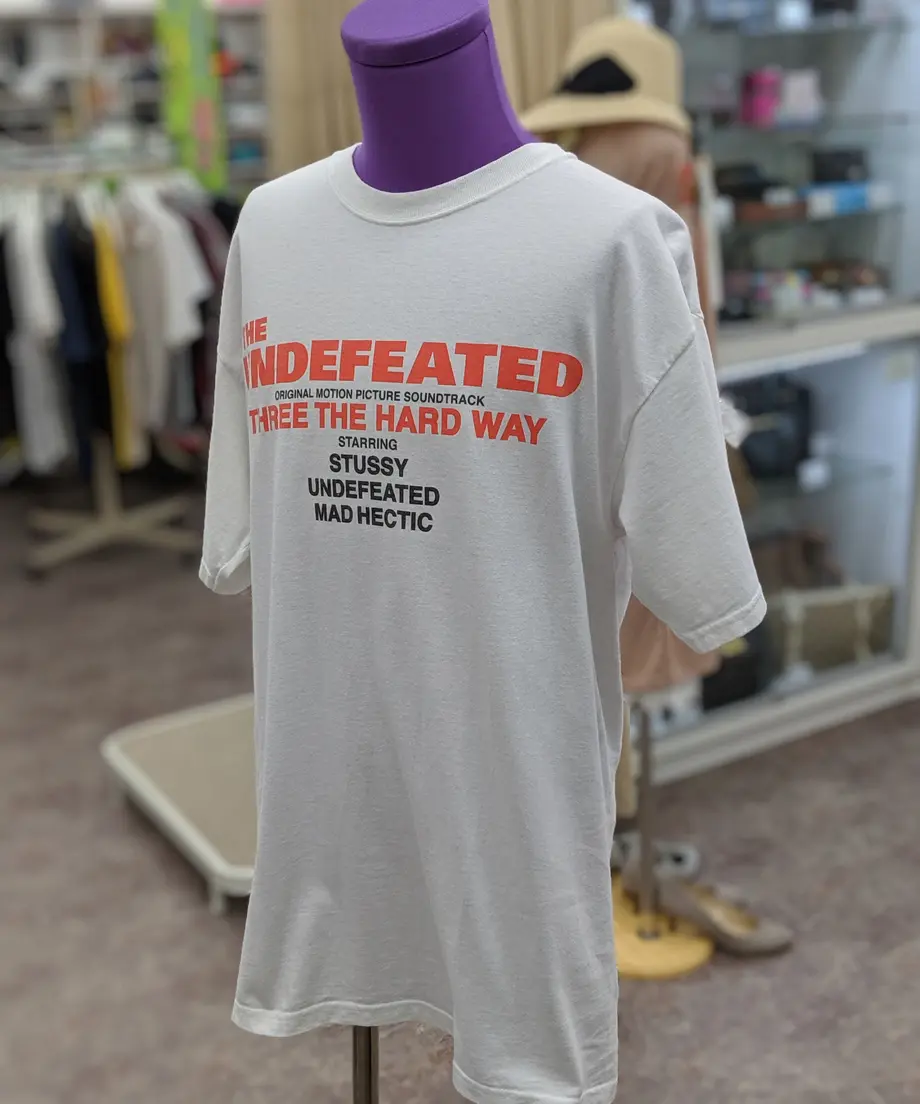 THE
UNDEFEATED
ORIGINAL MOTION PICTURE SOUNDTRACK
THREE THE HARD WAY
STARRING
STUSSY
UNDEFEATED
MAD HECTIC